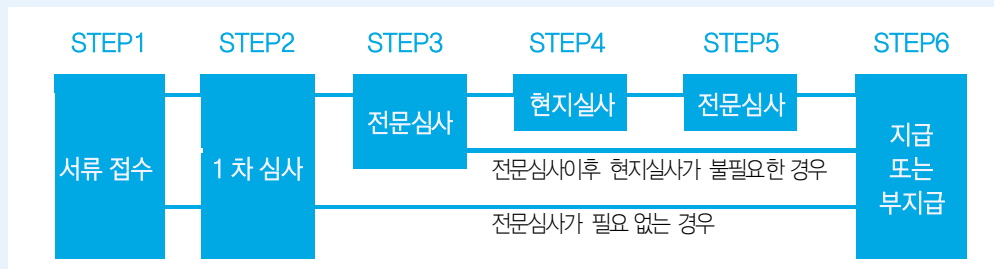 STEP1 STEP2 STEP3 STEP4 STEP5 STEP6
서류 접수
1 차 심사
전문심사
현지실사
전문심사
지급
또는
부지급
전문심사이후 현지실사가 불필요한 경우
전문심사가 필요 없는 경우